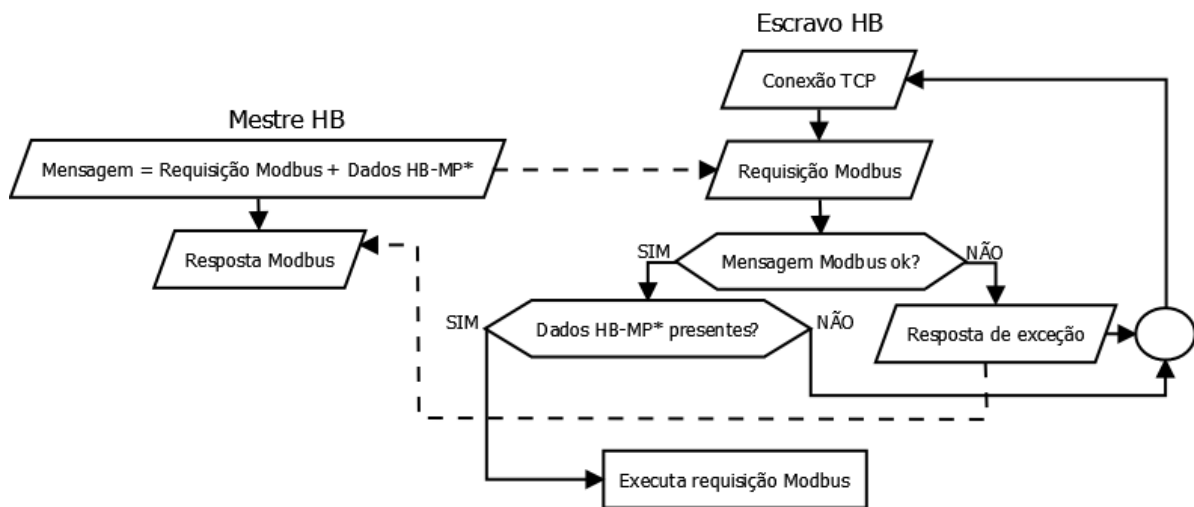 Escravo HB
Conexão TCP
Mestre HB
Mensagem = Requisição Modbus + Dados HB-MP*
Requisição Modbus
Resposta Modbus
SIM
Mensagem Modbus ok?
NÃO
SIM
Dados HB-MP* presentes?
NÃO
Resposta de exceção
Executa requisição Modbus